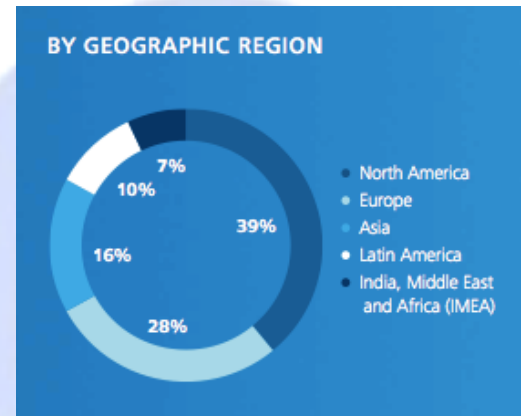 BY GEOGRAPHIC REGION
7%
10%
39%
16%
28%
North America
Europe
Asia
Latin America
India, Middle East
and Africa (IMEA)